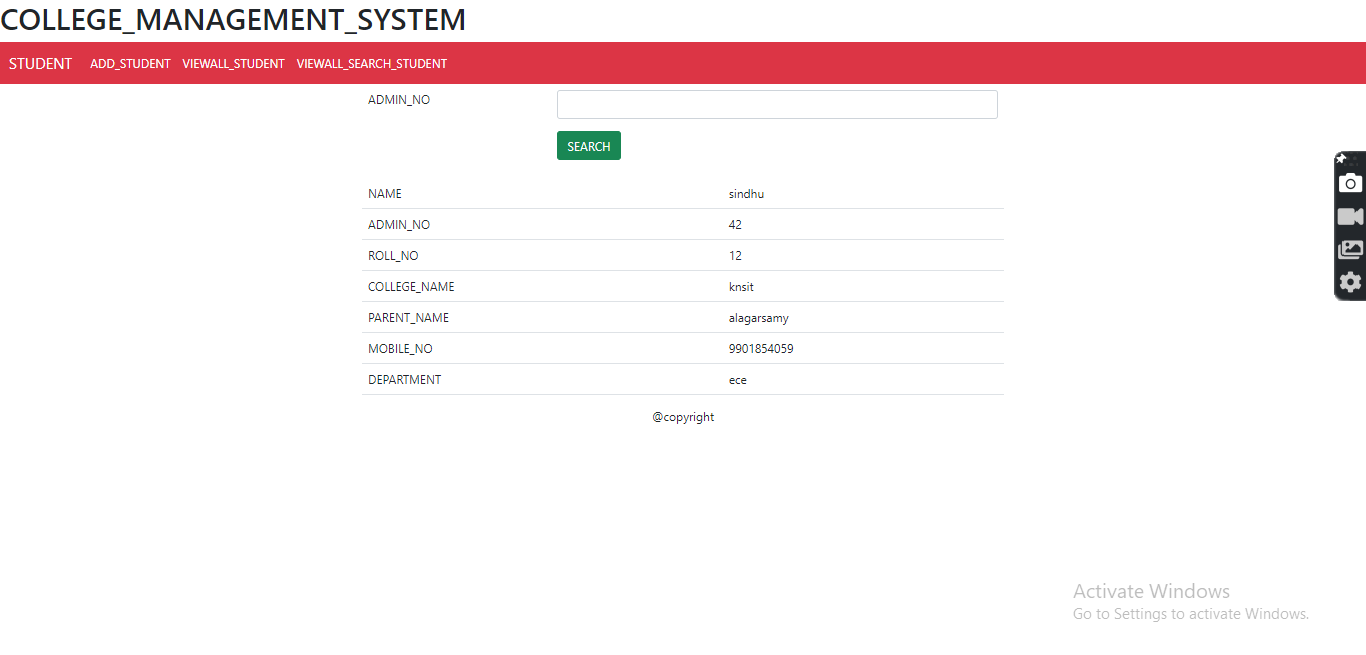 COLLEGE_MANAGEMENT_SYSTEM
STUDENT ADD_STUDENT VIEWALL_STUDENT VIEWALL_SEARCH_STUDENT
ADMIN_NO
SEARCH
NAME sindhu
ADMIN_NO 42
ROLL_NO 12
COLLEGE_NAME knsit
PARENT_NAME alagarsamy
MOBILE_NO 9901854059
DEPARTMENT ece
@copyright
Activate Windows
Go to Settings to activate Windows.